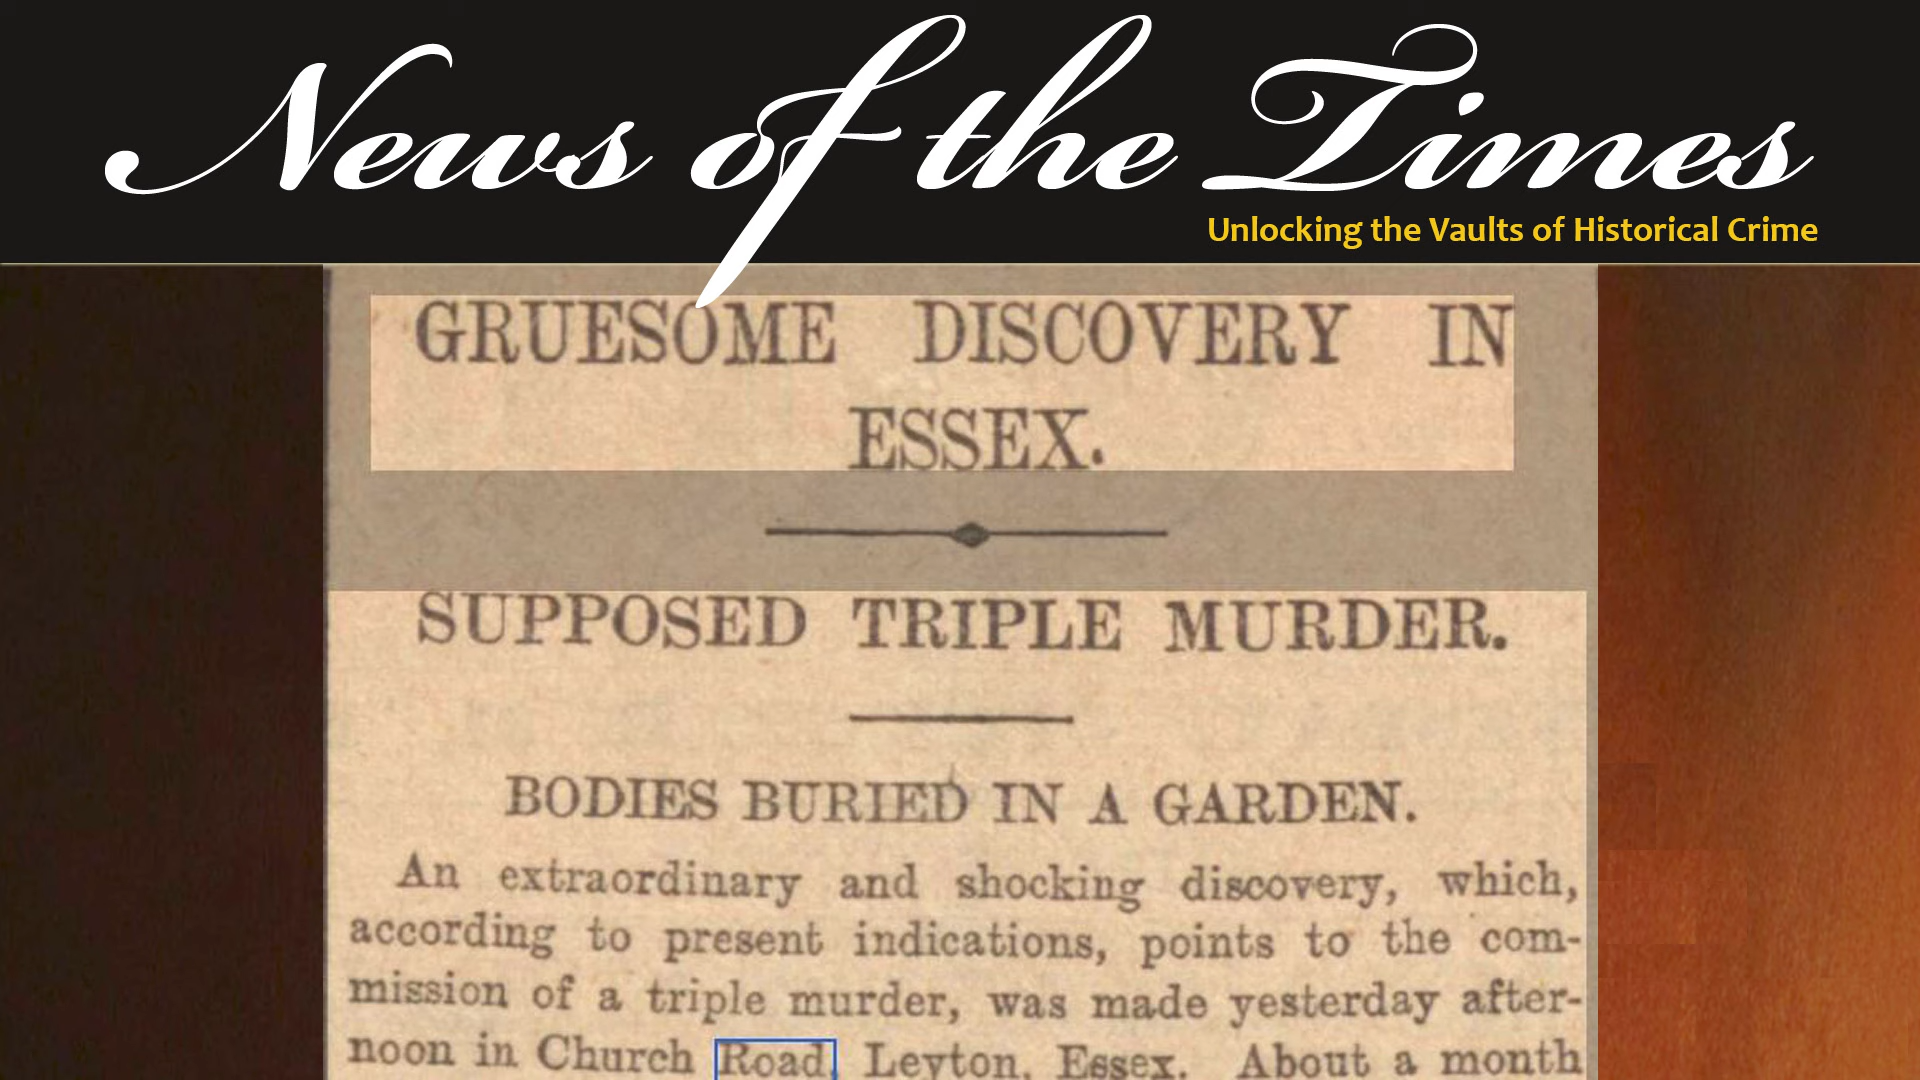 News of the Times
Unlocking the Vaults of Historical Crime
GRUESOME DISCOVERY IN
ESSEX.
SUPPOSED TRIPLE MURDER.
BODIES BURIED IN A GARDEN.
An extraordinary and shocking discovery, which,
according to present indications, points to the com-
mission of a triple murder, was made yesterday after-
noon in Church Road, Leyton, Essex. About a month